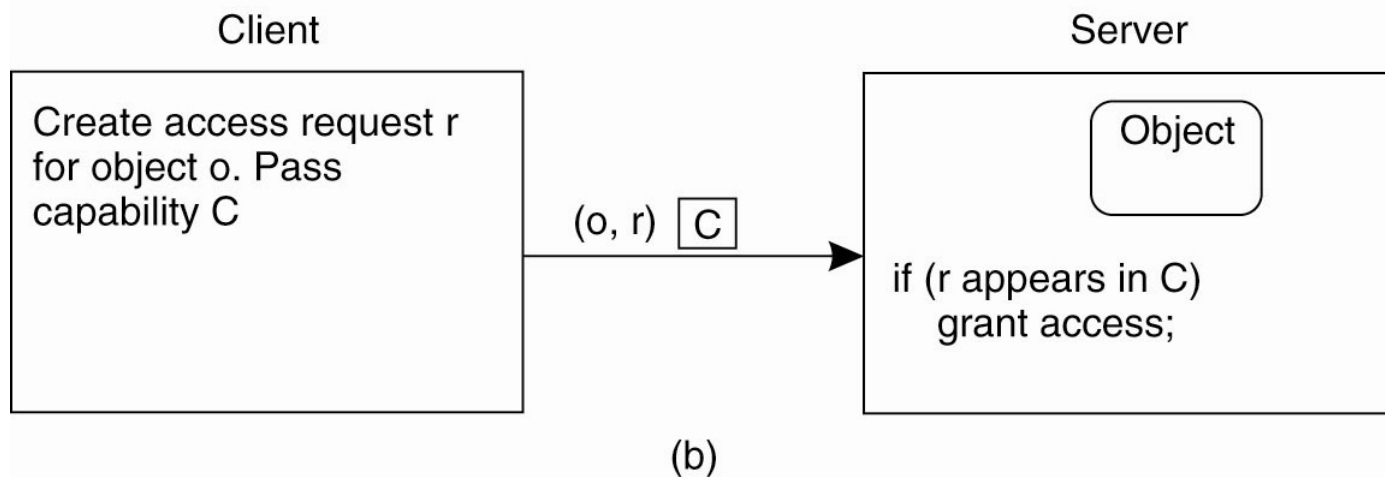 Client
Server
Create access request r
for object o. Pass
capability C
(o, r) C
Object
if (r appears in C)
grant access;
(b)